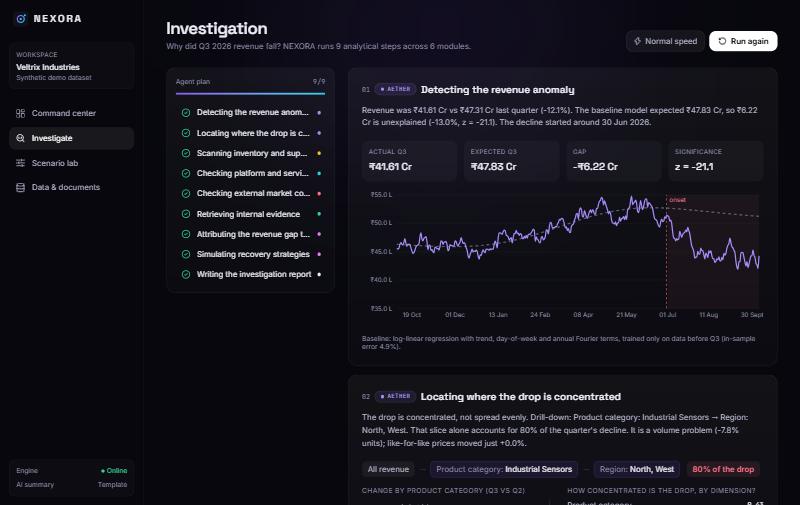 NEXORA
WORKSPACE
Veltrix Industries
Synthetic demo dataset
Command center
Investigate
Scenario lab
Data & documents
Engine
Online
AI summary
Template
Investigation
Why did Q3 2026 revenue fall? NEXORA runs 9 analytical steps across 6 modules.
Normal speed
Run again
Agent plan
9/9
Detecting the revenue anom...
Locating where the drop is c...
Scanning inventory and sup...
Checking platform and servi...
Checking external market co...
Retrieving internal evidence
Attributing the revenue gap t...
Simulating recovery strategies
Writing the investigation report
01 AETHER Detecting the revenue anomaly
Revenue was ₹41.61 Cr vs ₹47.31 Cr last quarter (-12.1%). The baseline model expected ₹47.83 Cr, so ₹6.22
Cr is unexplained (-13.0%, z = -21.1). The decline started around 30 Jun 2026.
ACTUAL Q3
₹41.61 Cr
EXPECTED Q3
₹47.83 Cr
GAP
-₹6.22 Cr
SIGNIFICANCE
z = -21.1
₹55.0 L
₹50.0 L
₹45.0 L
₹40.0 L
₹35.0 L
onset
19 Oct
01 Dec
13 Jan
24 Feb
08 Apr
21 May
01 Jul
11 Aug
30 Sept
Baseline: log-linear regression with trend, day-of-week and annual Fourier terms, trained only on data before Q3 (in-sample
error 4.9%).
02 AETHER Locating where the drop is concentrated
The drop is concentrated, not spread evenly. Drill-down: Product category: Industrial Sensors → Region:
North, West. That slice alone accounts for 80% of the quarter's decline. It is a volume problem (-7.8%
units); like-for-like prices moved just +0.0%.
All revenue
Product category: Industrial Sensors
Region: North, West
80% of the drop
CHANGE BY PRODUCT CATEGORY (Q3 VS Q2)
HOW CONCENTRATED IS THE DROP, BY DIMENSION?